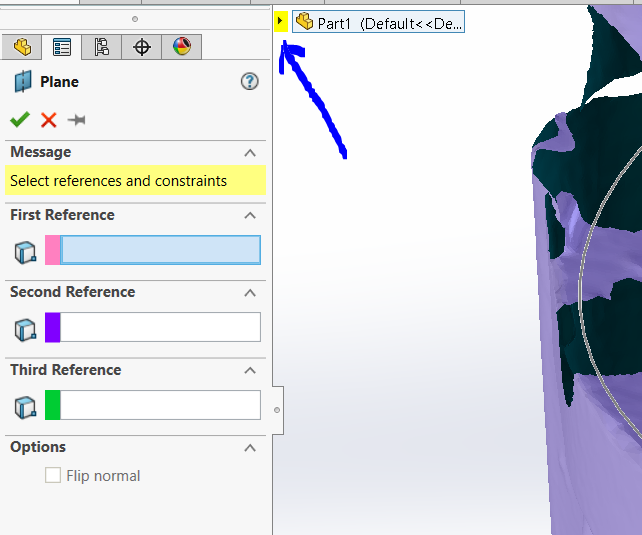 Part1 (Default<<De...
Plane
?
Message
Select references and constraints
First Reference
Second Reference
Third Reference
Options
Flip normal